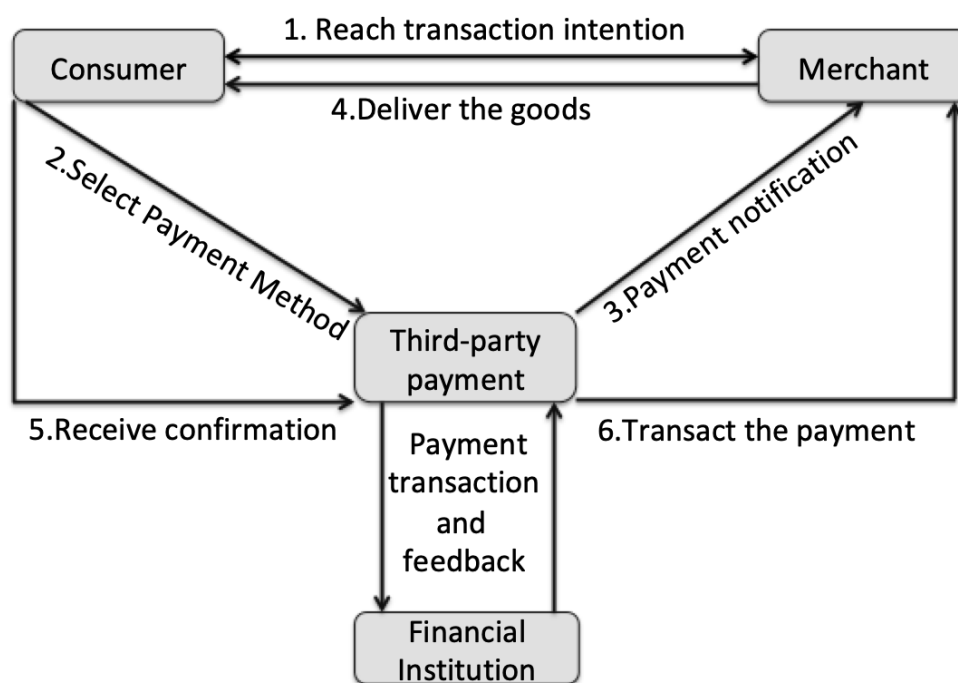 1. Reach transaction intention
Consumer
Merchant
4.Deliver the goods
2.Select Payment Method
3.Payment notification
Third-party
payment
5.Receive confirmation
6.Transact the payment
Payment
transaction
and
feedback
Financial
Institution